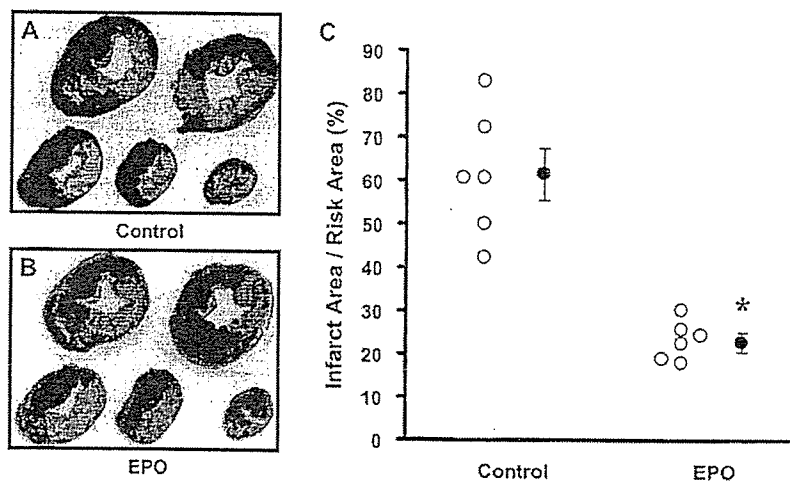 A
Control
B
EPO
C
Infarct Area / Risk Area (%)
90
80
70
60
50
40
30
20
10
0
*
Control
EPO